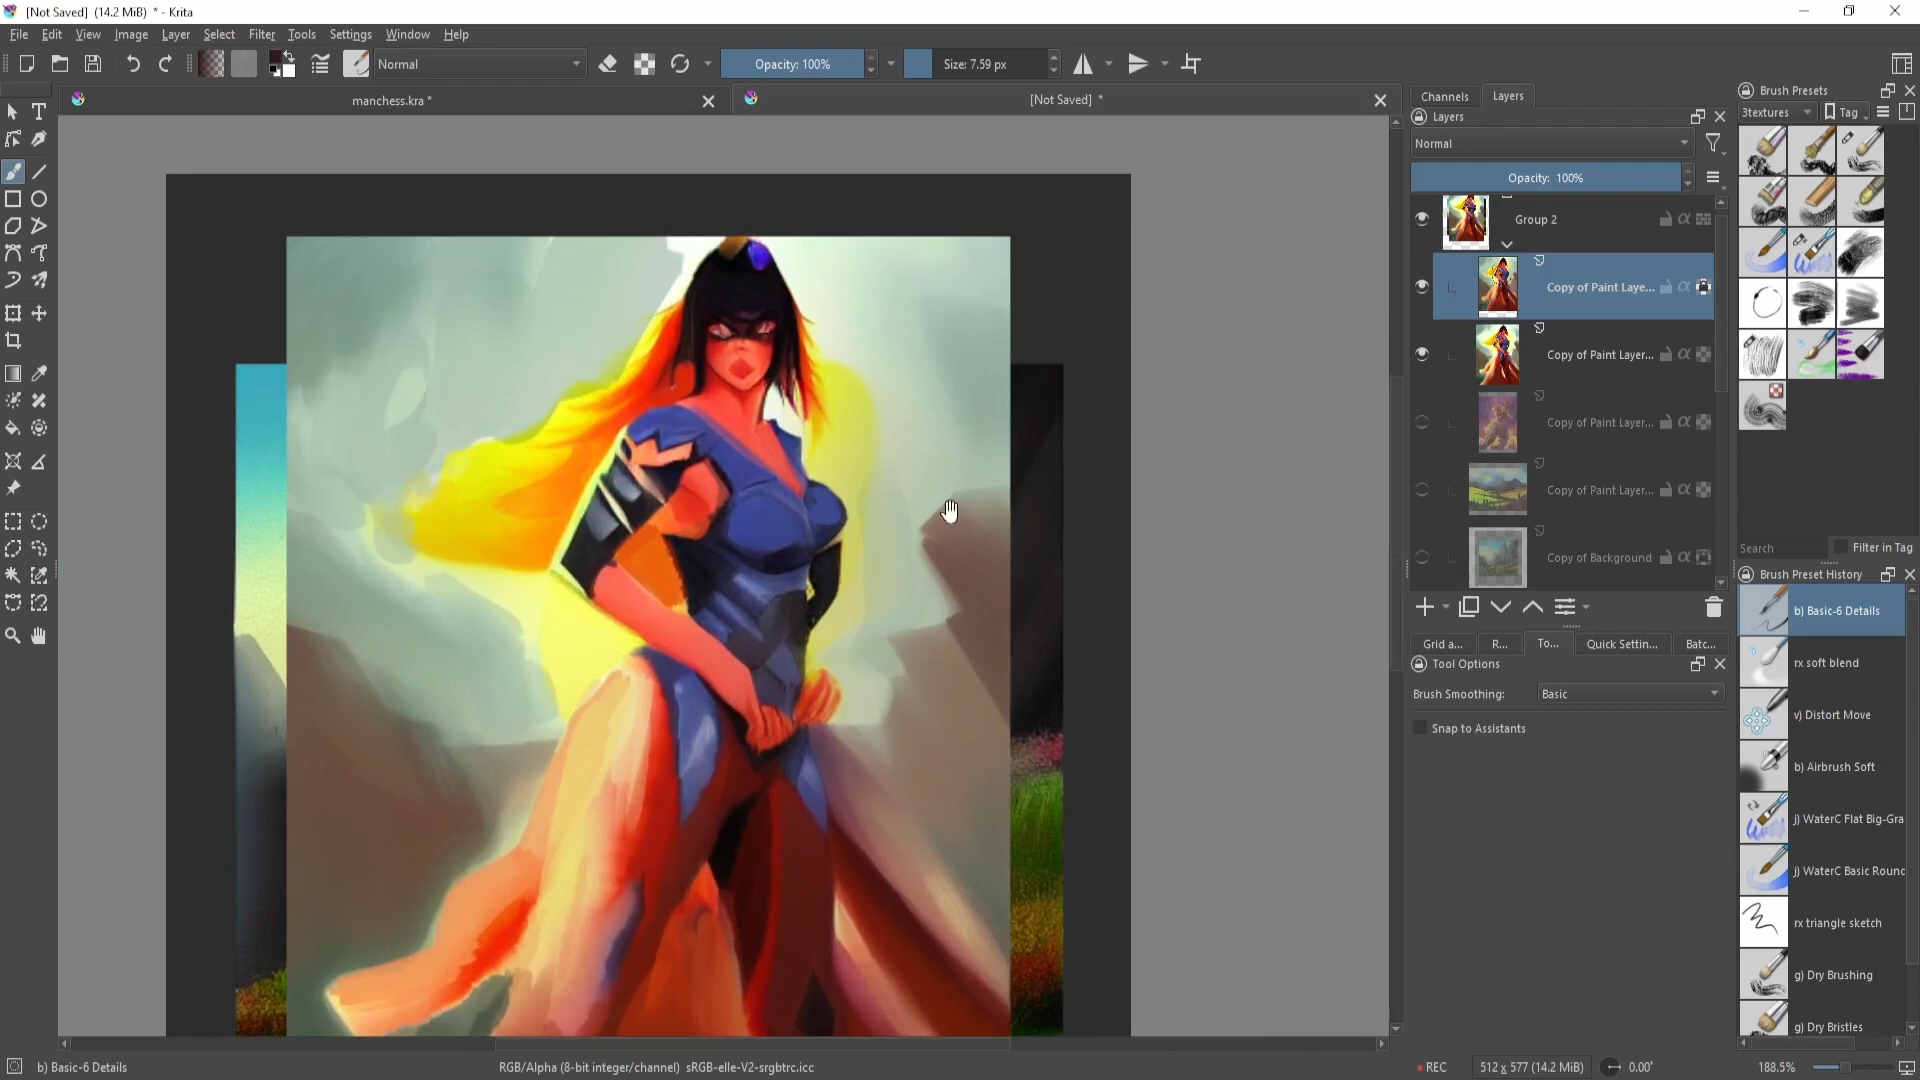 [Not Saved]  (14.2 MiB)  * - Krita
File Edit View Image Layer Select Filter Tools Settings Window Help
Normal
Opacity: 100%
Size: 7.59 px
manchess.kra *
[Not Saved]  *
Channels
Layers
Layers
Normal
Opacity:  100%
Group 2
Copy of Paint Laye...
Copy of Paint Layer...
Copy of Paint Layer...
Copy of Paint Layer...
Copy of Background
Grid a...
R...
To...
Quick Settin...
Batc...
Tool Options
Brush Smoothing:
Basic
Snap to Assistants
Brush Presets
3textures
Tag
Search
Filter in Tag
Brush Preset History
b) Basic-6 Details
rx soft blend
v) Distort Move
b) Airbrush Soft
j) WaterC Flat Big-Gra
j) WaterC Basic Round
rx triangle sketch
g) Dry Brushing
g) Dry Bristles
b) Basic-6 Details
RGB/Alpha (8-bit integer/channel)  sRGB-elle-V2-srgbtrc.icc
REC
512 x 577 (14.2 MiB)
0.00°
188.5%